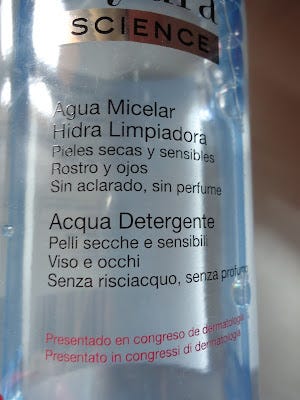 SCIENCE
Agua Micelar
Hidra Limpiadora
Pieles secas y sensibles
Rostro y ojos
Sin aclarado, sin perfume
Acqua Detergente
Pelli secche e sensibili
Viso e occhi
Senza risciacquo, senza profumo
Presentado en congreso de dermatología
Presentato in congressi di dermatologia